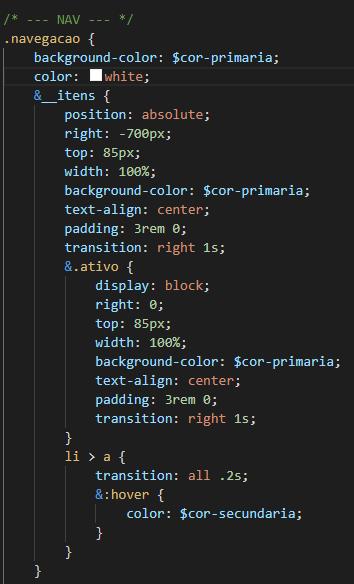 /* --- NAV --- */
.navegacao {
background-color: $cor-primaria;
color: white;
&__itens {
position: absolute;
right: -700px;
top: 85px;
width: 100%;
background-color: $cor-primaria;
text-align: center;
padding: 3rem 0;
transition: right 1s;
&.ativo {
display: block;
right: 0;
top: 85px;
width: 100%;
background-color: $cor-primaria;
text-align: center;
padding: 3rem 0;
transition: right 1s;
}
li > a {
transition: all .2s;
&:hover {
color: $cor-secundaria;
}
}
}